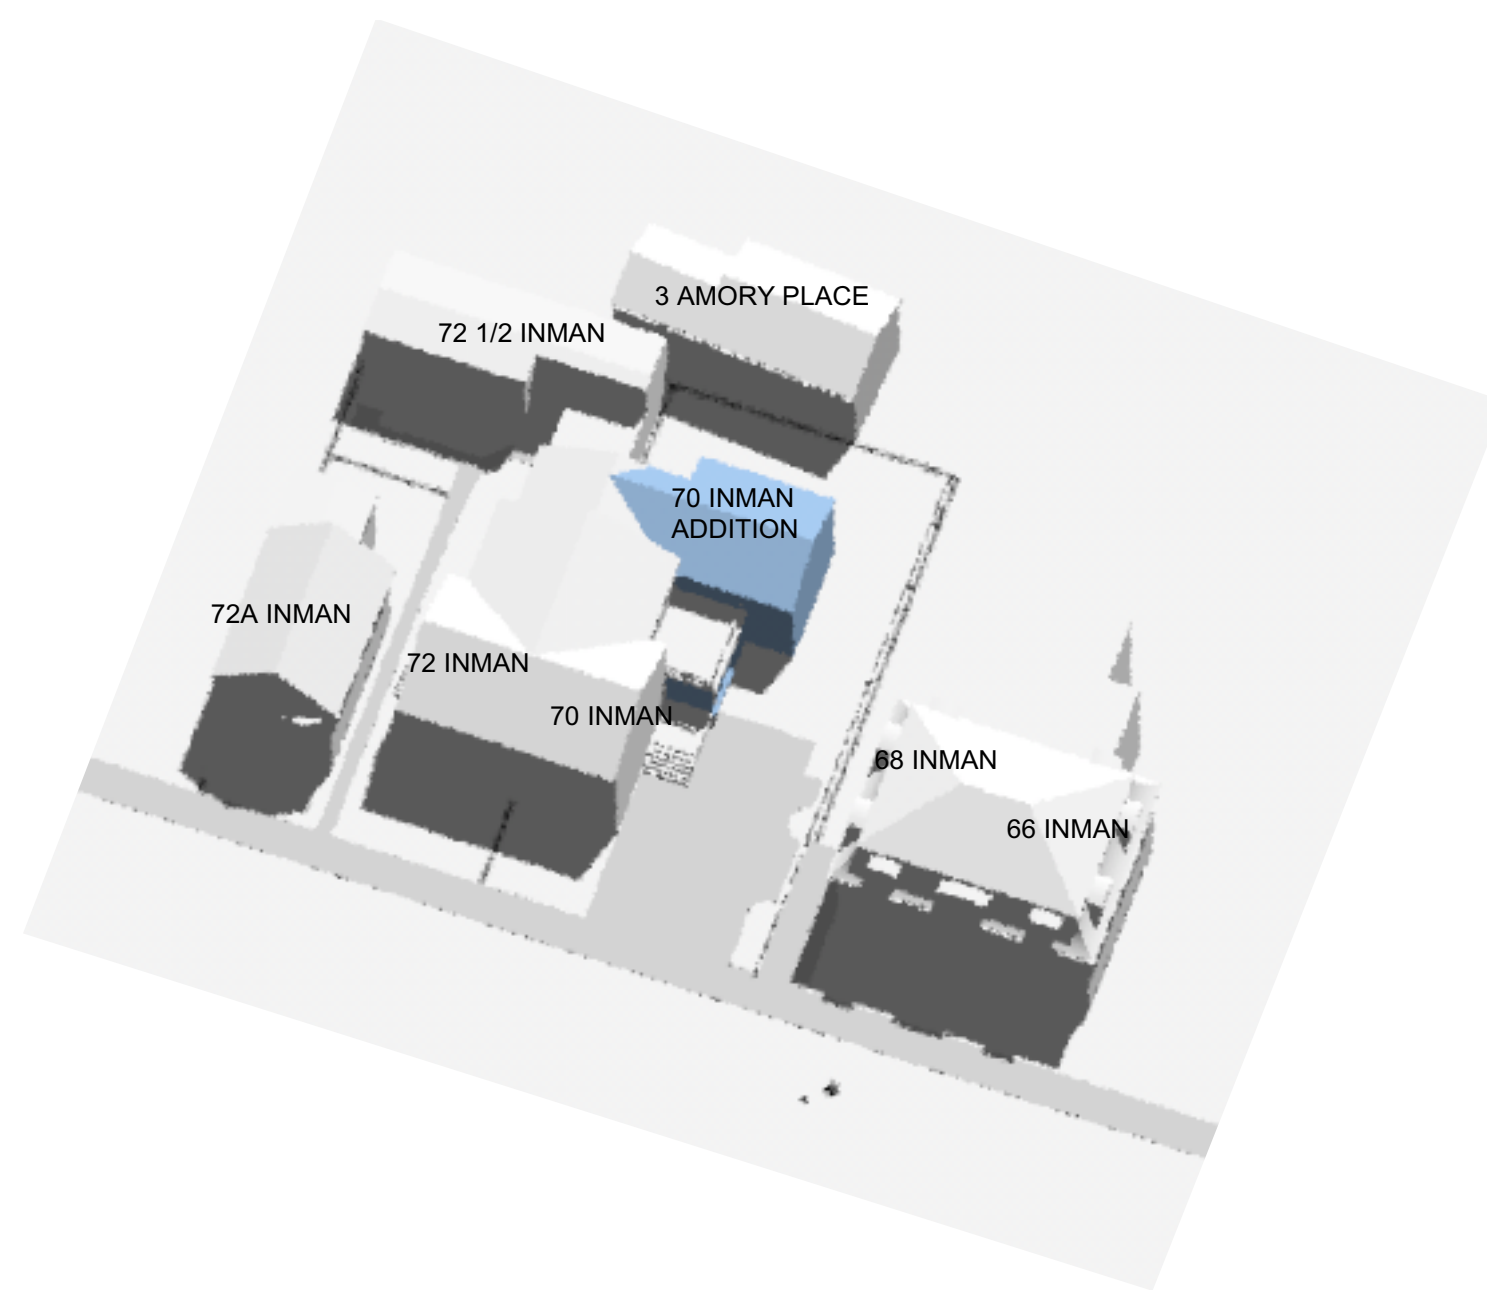 3 AMORY PLACE
72 1/2 INMAN
70 INMAN
ADDITION
72A INMAN
72 INMAN
70 INMAN
68 INMAN
66 INMAN